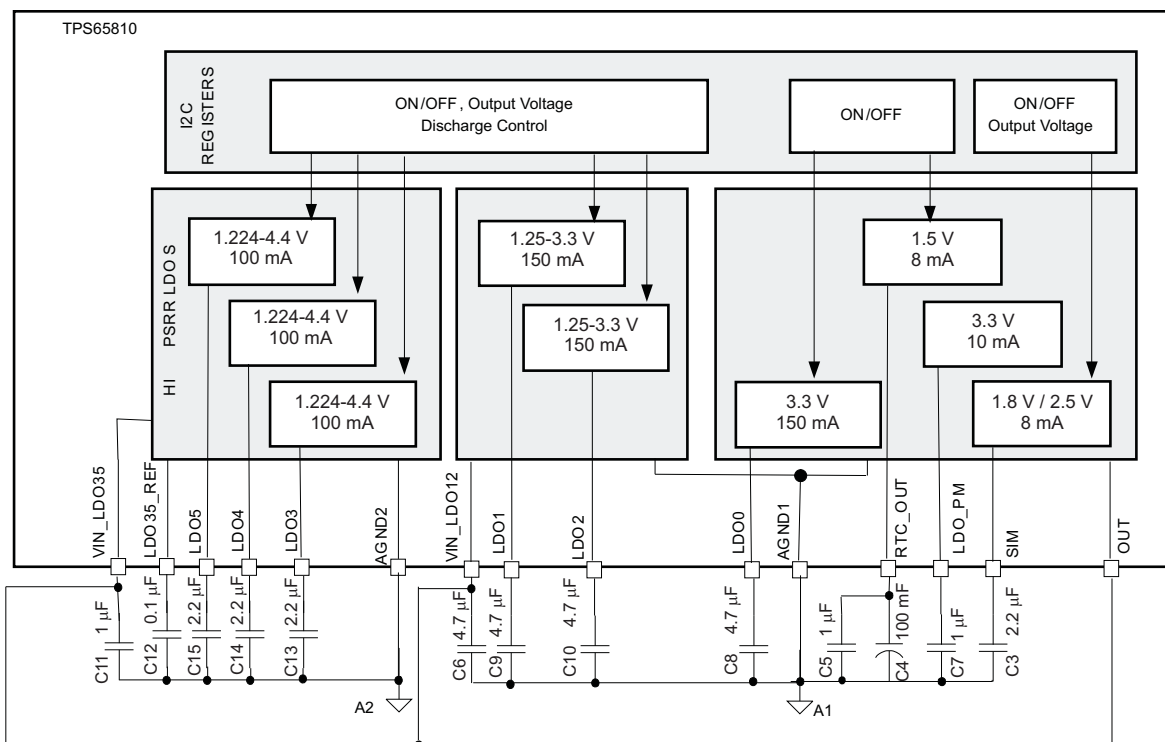 TPS65810
I2C
REGISTERS
ON/OFF, Output Voltage
Discharge Control
ON/OFF
ON/OFF
Output Voltage
HI PSRR LDO S
1.224-4.4 V
100 mA
1.224-4.4 V
100 mA
1.224-4.4 V
100 mA
1.25-3.3 V
150 mA
1.25-3.3 V
150 mA
1.5 V
8 mA
3.3 V
10 mA
3.3 V
150 mA
1.8 V / 2.5 V
8 mA
VIN_LDO35
LDO35_REF
LDO5
LDO4
LDO3
AGND2
VIN_LDO12
LDO1
LDO2
LDO0
AGND1
RTC_OUT
LDO_PM
SIM
OUT
C11 1 μF
C12 0.1 μF
C15 2.2 μF
C14 2.2 μF
C13 2.2 μF
C6 4.7 μF
C9 4.7 μF
C10 4.7 μF
C8 4.7 μF
C5 1 μF
C4 100 mF
C7 1 μF
C3 2.2 μF
A2
A1